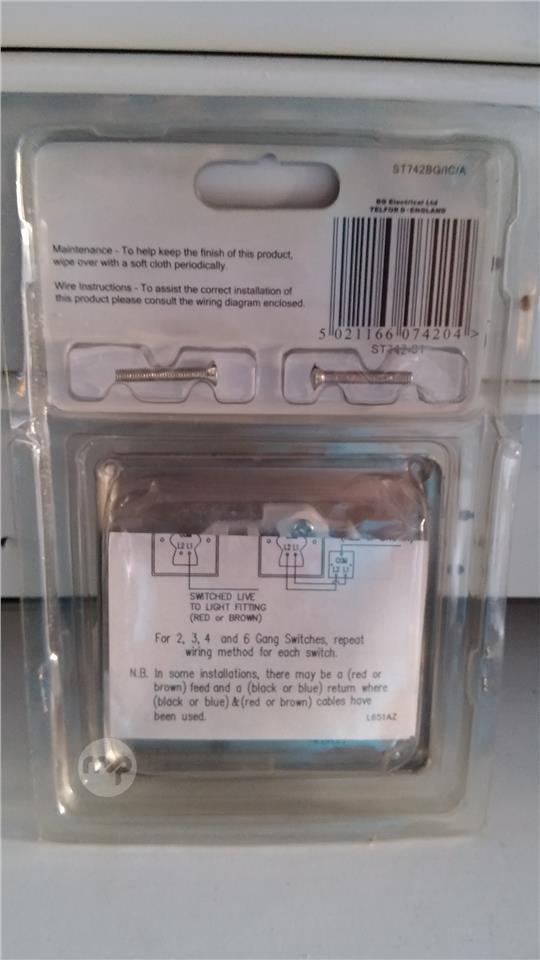 ST742BG/IC/A
BG Electrical Ltd
TELFORD · ENGLAND
Maintenance - To help keep the finish of this product,
wipe over with a soft cloth periodically.
Wire Instructions - To assist the correct installation of
this product please consult the wiring diagram enclosed.
5 021166 074204 >
ST742-01
COM
L2 L1
L2 L1
COM
L2 L1
SWITCHED LIVE
TO LIGHT FITTING
(RED or BROWN)
For 2, 3, 4 and 6 Gang Switches, repeat
wiring method for each switch.
N.B. In some installations, there may be a (red or
brown) feed and a (black or blue) return where
(black or blue) & (red or brown) cables have
been used.
L651AZ